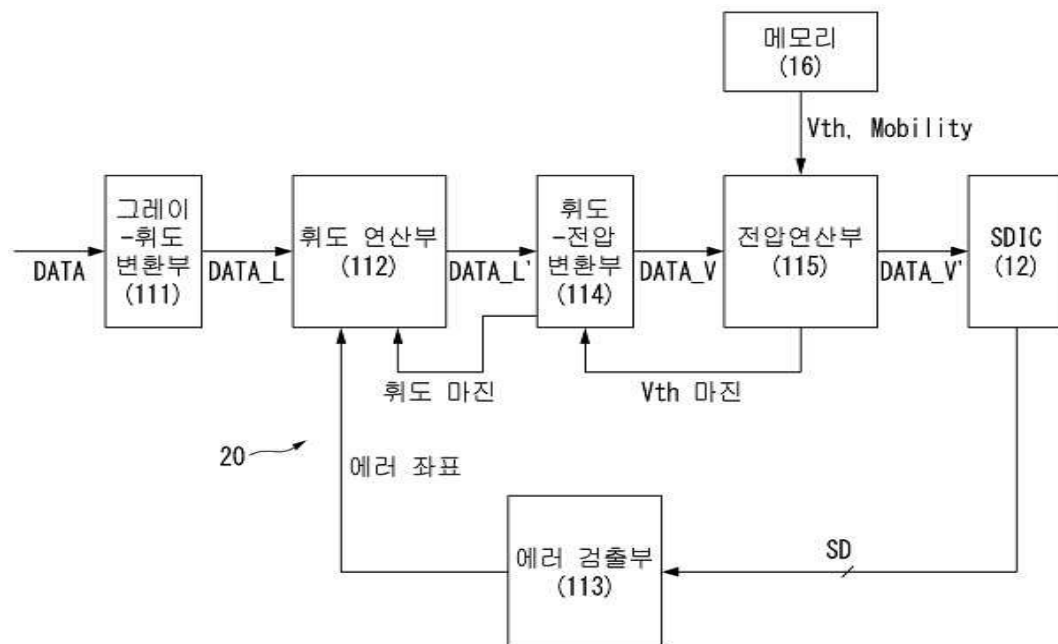 메모리
(16)
Vth, Mobility
그레이
-휘도
변환부
(111)
휘도 연산부
(112)
휘도
-전압
변환부
(114)
전압연산부
(115)
SDIC
(12)
DATA
DATA_L
DATA_L'
DATA_V
DATA_V'
휘도 마진
Vth 마진
20
에러 좌표
에러 검출부
(113)
SD